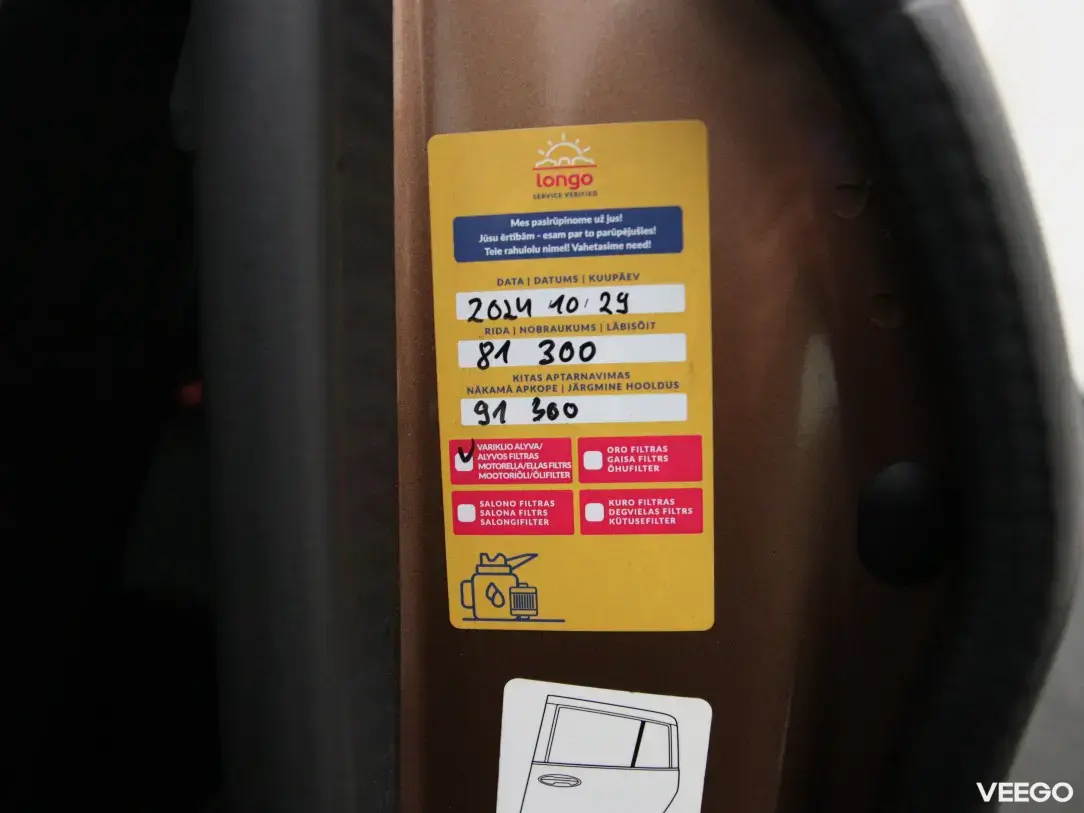 longo
SERVICE VERIFIED
Mes pasirūpinome už jus!
Jūsu ērtībām - esam par to parūpējušies!
Teie rahulolu nimel! Vahetasime need!
DATA | DATUMS | KUUPÄEV
2024 10 29
RIDA | NOBRAUKUMS | LÄBISÕIT
81 300
KITAS APTARNAVIMAS
NĀKAMĀ APKOPE | JÄRGMINE HOOLDUS
91 300
VARIKLIO ALYVA/
ALYVOS FILTRAS
MOTOREĻĻA/EĻĻAS FILTRS
MOOTORIÕLI/ÕLIFILTER
ORO FILTRAS
GAISA FILTRS
ÕHUFILTER
SALONO FILTRAS
SALONA FILTRS
SALONGIFILTER
KURO FILTRAS
DEGVIELAS FILTRS
KÜTUSEFILTER
VEEGO